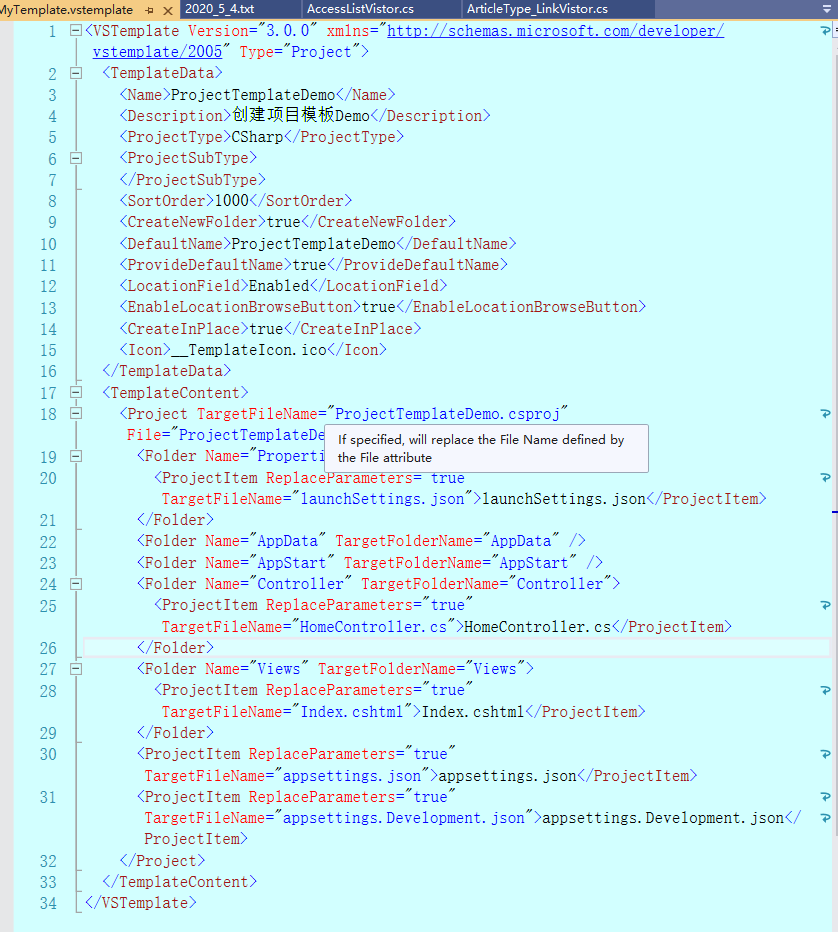 MyTemplate.vstemplate 2020_5_4.txt AccessListVistor.cs ArticleType_LinkVistor.cs
1 <VSTemplate Version="3.0.0" xmlns="http://schemas.microsoft.com/developer/
vstemplate/2005" Type="Project">
2 <TemplateData>
3 <Name>ProjectTemplateDemo</Name>
4 <Description>创建项目模板Demo</Description>
5 <ProjectType>CSharp</ProjectType>
6 <ProjectSubType>
7 </ProjectSubType>
8 <SortOrder>1000</SortOrder>
9 <CreateNewFolder>true</CreateNewFolder>
10 <DefaultName>ProjectTemplateDemo</DefaultName>
11 <ProvideDefaultName>true</ProvideDefaultName>
12 <LocationField>Enabled</LocationField>
13 <EnableLocationBrowseButton>true</EnableLocationBrowseButton>
14 <CreateInPlace>true</CreateInPlace>
15 <Icon>__TemplateIcon.ico</Icon>
16 </TemplateData>
17 <TemplateContent>
18 <Project TargetFileName="ProjectTemplateDemo.csproj"
File="ProjectTemplateDe
If specified, will replace the File Name defined by
the File attribute
19 <Folder Name="Properti
20 <ProjectItem ReplaceParameters="true"
TargetFileName="launchSettings.json">launchSettings.json</ProjectItem>
21 </Folder>
22 <Folder Name="AppData" TargetFolderName="AppData" />
23 <Folder Name="AppStart" TargetFolderName="AppStart" />
24 <Folder Name="Controller" TargetFolderName="Controller">
25 <ProjectItem ReplaceParameters="true"
TargetFileName="HomeController.cs">HomeController.cs</ProjectItem>
26 </Folder>
27 <Folder Name="Views" TargetFolderName="Views">
28 <ProjectItem ReplaceParameters="true"
TargetFileName="Index.cshtml">Index.cshtml</ProjectItem>
29 </Folder>
30 <ProjectItem ReplaceParameters="true"
TargetFileName="appsettings.json">appsettings.json</ProjectItem>
31 <ProjectItem ReplaceParameters="true"
TargetFileName="appsettings.Development.json">appsettings.Development.json</
ProjectItem>
32 </Project>
33 </TemplateContent>
34 </VSTemplate>